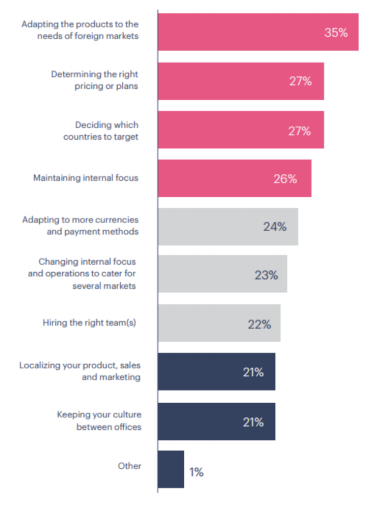 Adapting the products to the
needs of foreign markets
35%
Determining the right
pricing or plans
27%
Deciding which
countries to target
27%
Maintaining internal focus
26%
Adapting to more currencies
and payment methods
24%
Changing internal focus
and operations to cater for
several markets
23%
Hiring the right team(s)
22%
Localizing your product, sales
and marketing
21%
Keeping your culture
between offices
21%
Other
1%